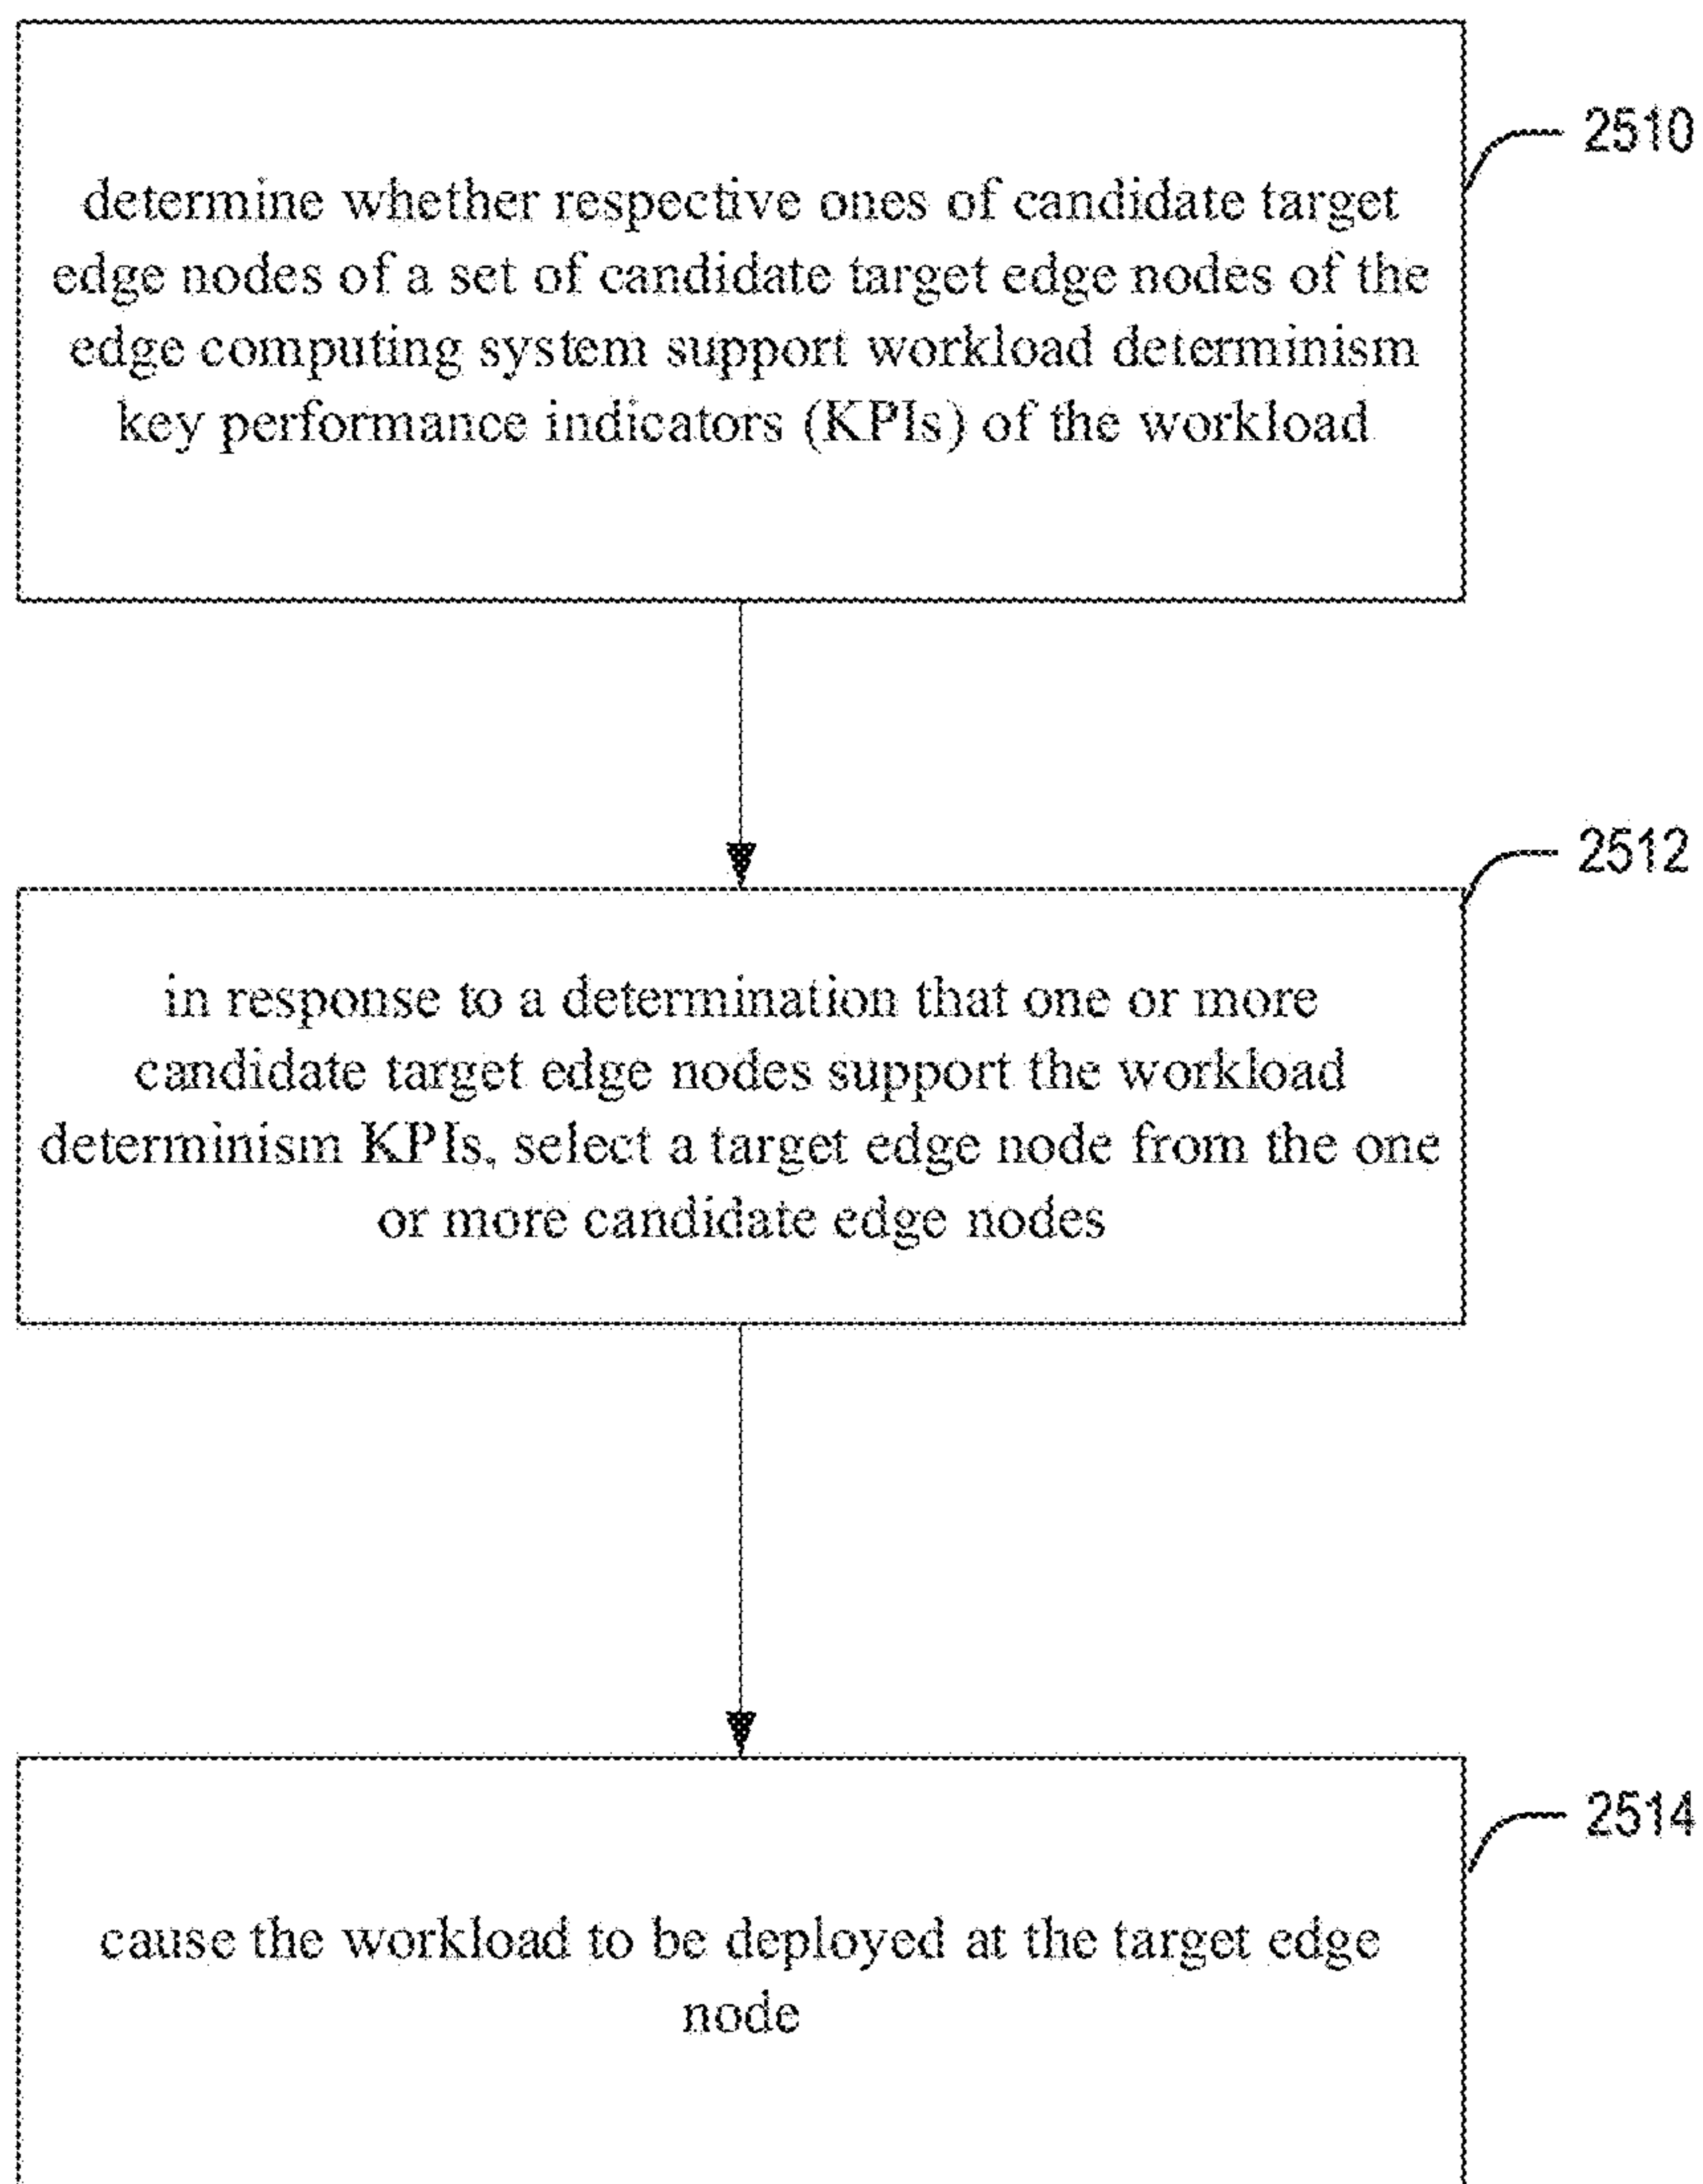 2510
determine whether respective ones of candidate target
edge nodes of a set of candidate target edge nodes of the
edge computing system support workload determinism
key performance indicators (KPIs) of the workload
2512
in response to a determination that one or more
candidate target edge nodes support the workload
determinism KPIs, select a target edge node from the one
or more candidate edge nodes
2514
cause the workload to be deployed at the target edge
node